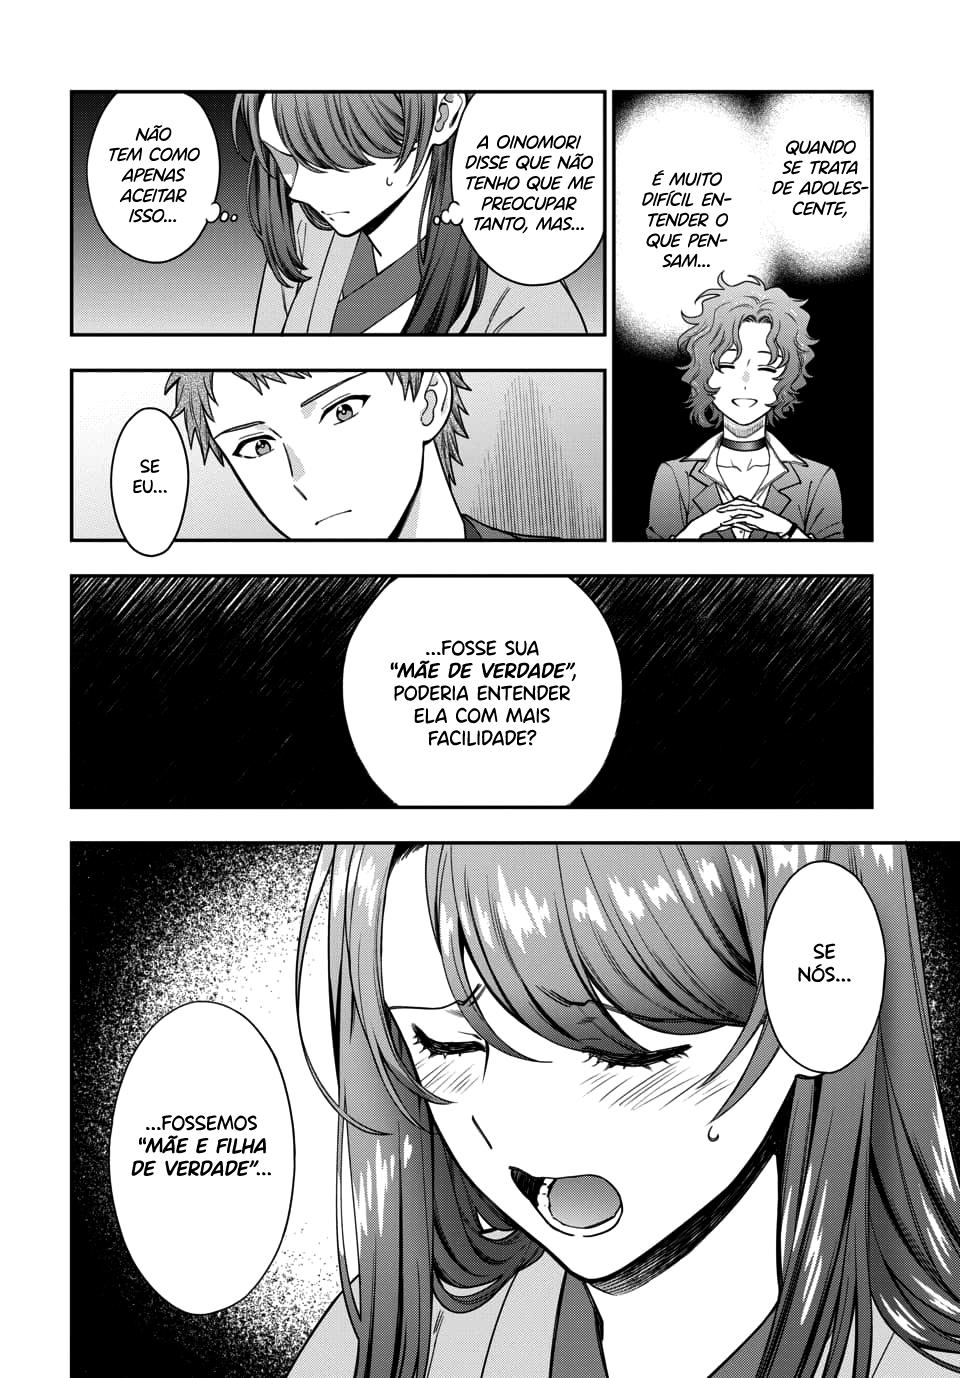 QUANDO
SE TRATA
DE ADOLES-
CENTE,
É MUITO
DIFÍCIL EN-
TENDER O
QUE PEN-
SAM...
A OINOMORI
DISSE QUE NÃO
TENHO QUE ME
PREOCUPAR
TANTO, MAS...
NÃO
TEM COMO
APENAS
ACEITAR
ISSO...
SE
EU...
...FOSSE SUA
"MÃE DE VERDADE",
PODERIA ENTENDER
ELA COM MAIS
FACILIDADE?
SE
NÓS...
...FOSSEMOS
"MÃE E FILHA
DE VERDADE"...